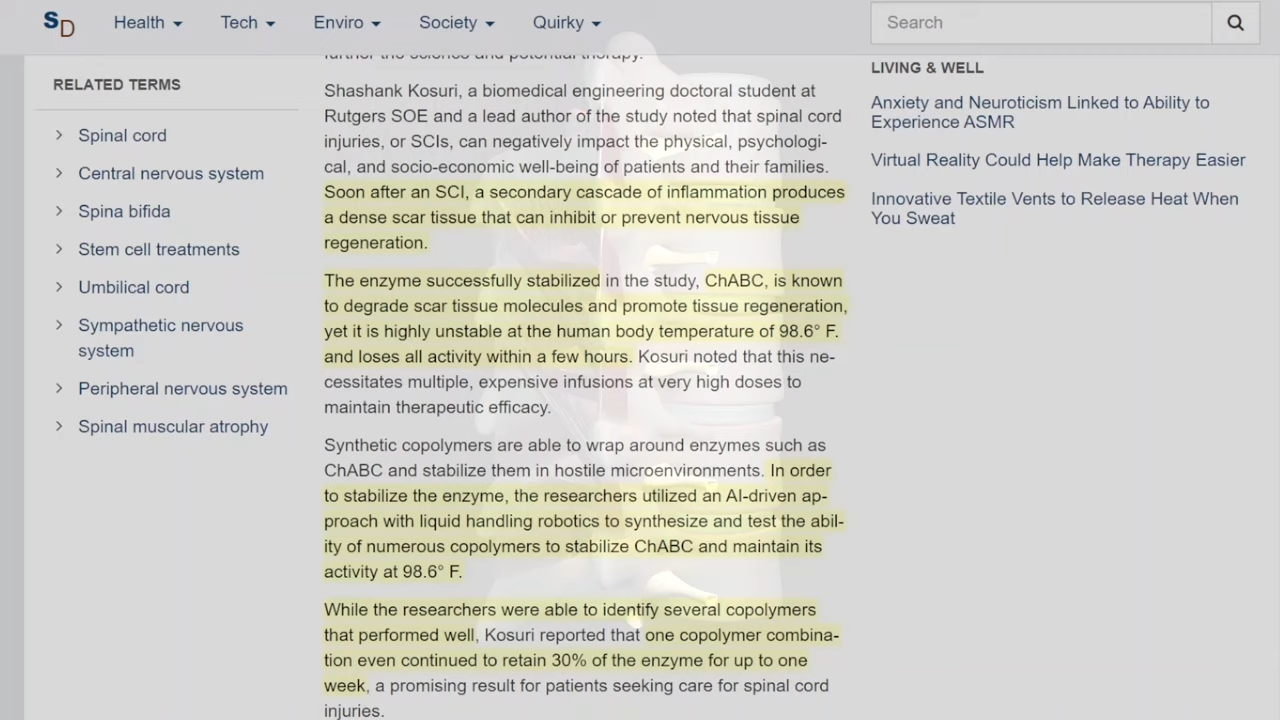 SD
Health
Tech
Enviro
Society
Quirky
Search
RELATED TERMS
Spinal cord
Central nervous system
Spina bifida
Stem cell treatments
Umbilical cord
Sympathetic nervous
system
Peripheral nervous system
Spinal muscular atrophy
further the science and potential therapy.
Shashank Kosuri, a biomedical engineering doctoral student at
Rutgers SOE and a lead author of the study noted that spinal cord
injuries, or SCIs, can negatively impact the physical, psychologi-
cal, and socio-economic well-being of patients and their families.
Soon after an SCI, a secondary cascade of inflammation produces
a dense scar tissue that can inhibit or prevent nervous tissue
regeneration.
The enzyme successfully stabilized in the study, ChABC, is known
to degrade scar tissue molecules and promote tissue regeneration,
yet it is highly unstable at the human body temperature of 98.6° F.
and loses all activity within a few hours. Kosuri noted that this ne-
cessitates multiple, expensive infusions at very high doses to
maintain therapeutic efficacy.
Synthetic copolymers are able to wrap around enzymes such as
ChABC and stabilize them in hostile microenvironments. In order
to stabilize the enzyme, the researchers utilized an AI-driven ap-
proach with liquid handling robotics to synthesize and test the abil-
ity of numerous copolymers to stabilize ChABC and maintain its
activity at 98.6° F.
While the researchers were able to identify several copolymers
that performed well, Kosuri reported that one copolymer combina-
tion even continued to retain 30% of the enzyme for up to one
week, a promising result for patients seeking care for spinal cord
injuries.
LIVING & WELL
Anxiety and Neuroticism Linked to Ability to
Experience ASMR
Virtual Reality Could Help Make Therapy Easier
Innovative Textile Vents to Release Heat When
You Sweat